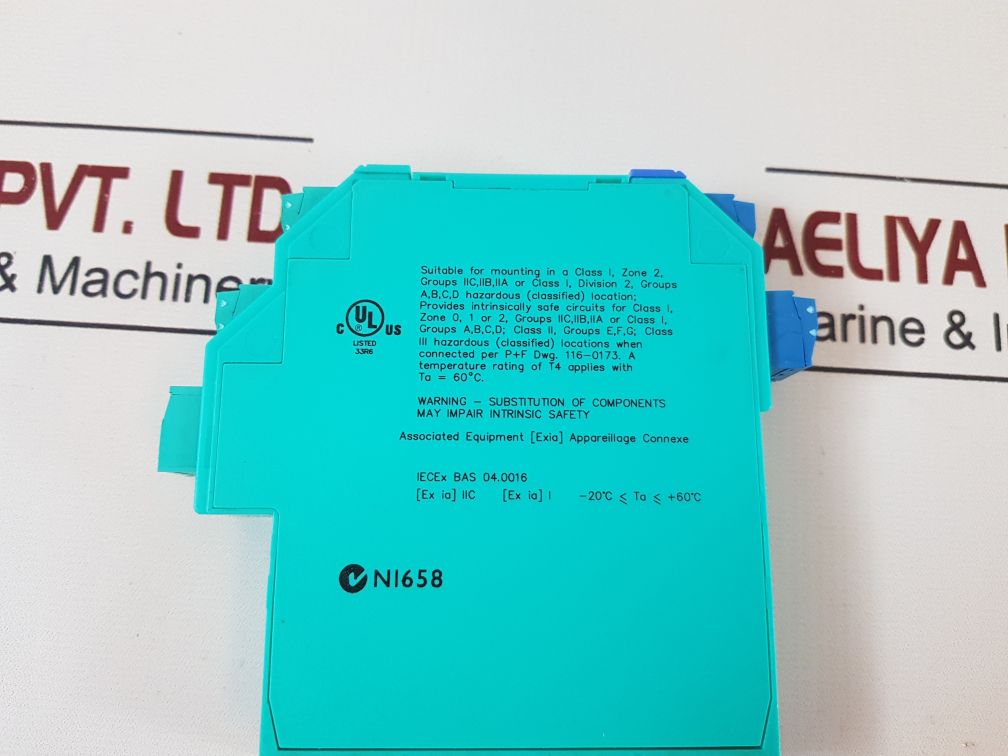 PVT. LTD
& Machiner
AELIYA
arine & I
Suitable for mounting in a Class I, Zone 2,
Groups IIC,IIB,IIA or Class I, Division 2, Groups
A,B,C,D hazardous (classified) location;
Provides intrinsically safe circuits for Class I,
Zone 0, 1 or 2, Groups IIC,IIB,IIA or Class I,
Groups A,B,C,D; Class II, Groups E,F,G; Class
III hazardous (classified) locations when
connected per P+F Dwg. 116-0173. A
temperature rating of T4 applies with
Ta = 60°C.
C UL ® US
LISTED
33R6
WARNING – SUBSTITUTION OF COMPONENTS
MAY IMPAIR INTRINSIC SAFETY
Associated Equipment [Exia] Appareillage Connexe
IECEx BAS 04.0016
[Ex ia] IIC [Ex ia] I -20°C ≤ Ta ≤ +60°C
N1658